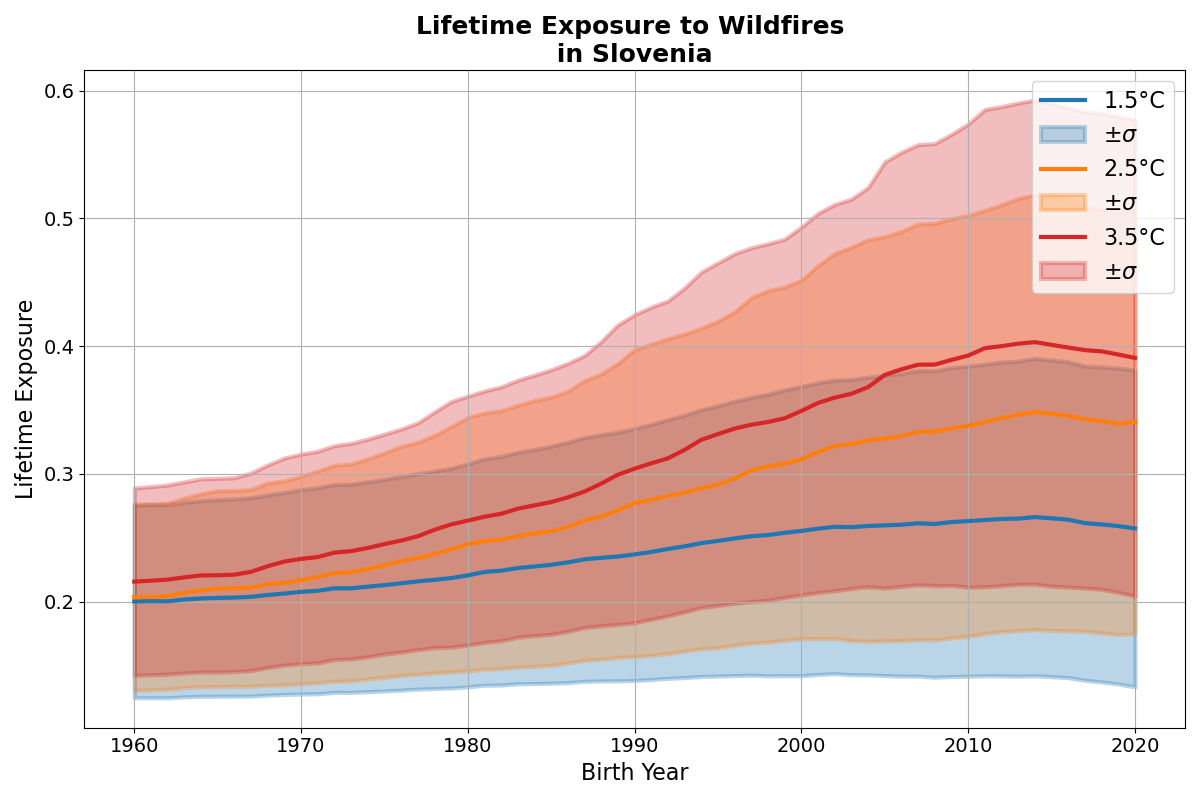 Lifetime Exposure to Wildfires
in Slovenia
0.6
0.5
0.4
0.3
0.2
Lifetime Exposure
1960
1970
1980
1990
2000
2010
2020
Birth Year
1.5°C
±σ
2.5°C
±σ
3.5°C
±σ